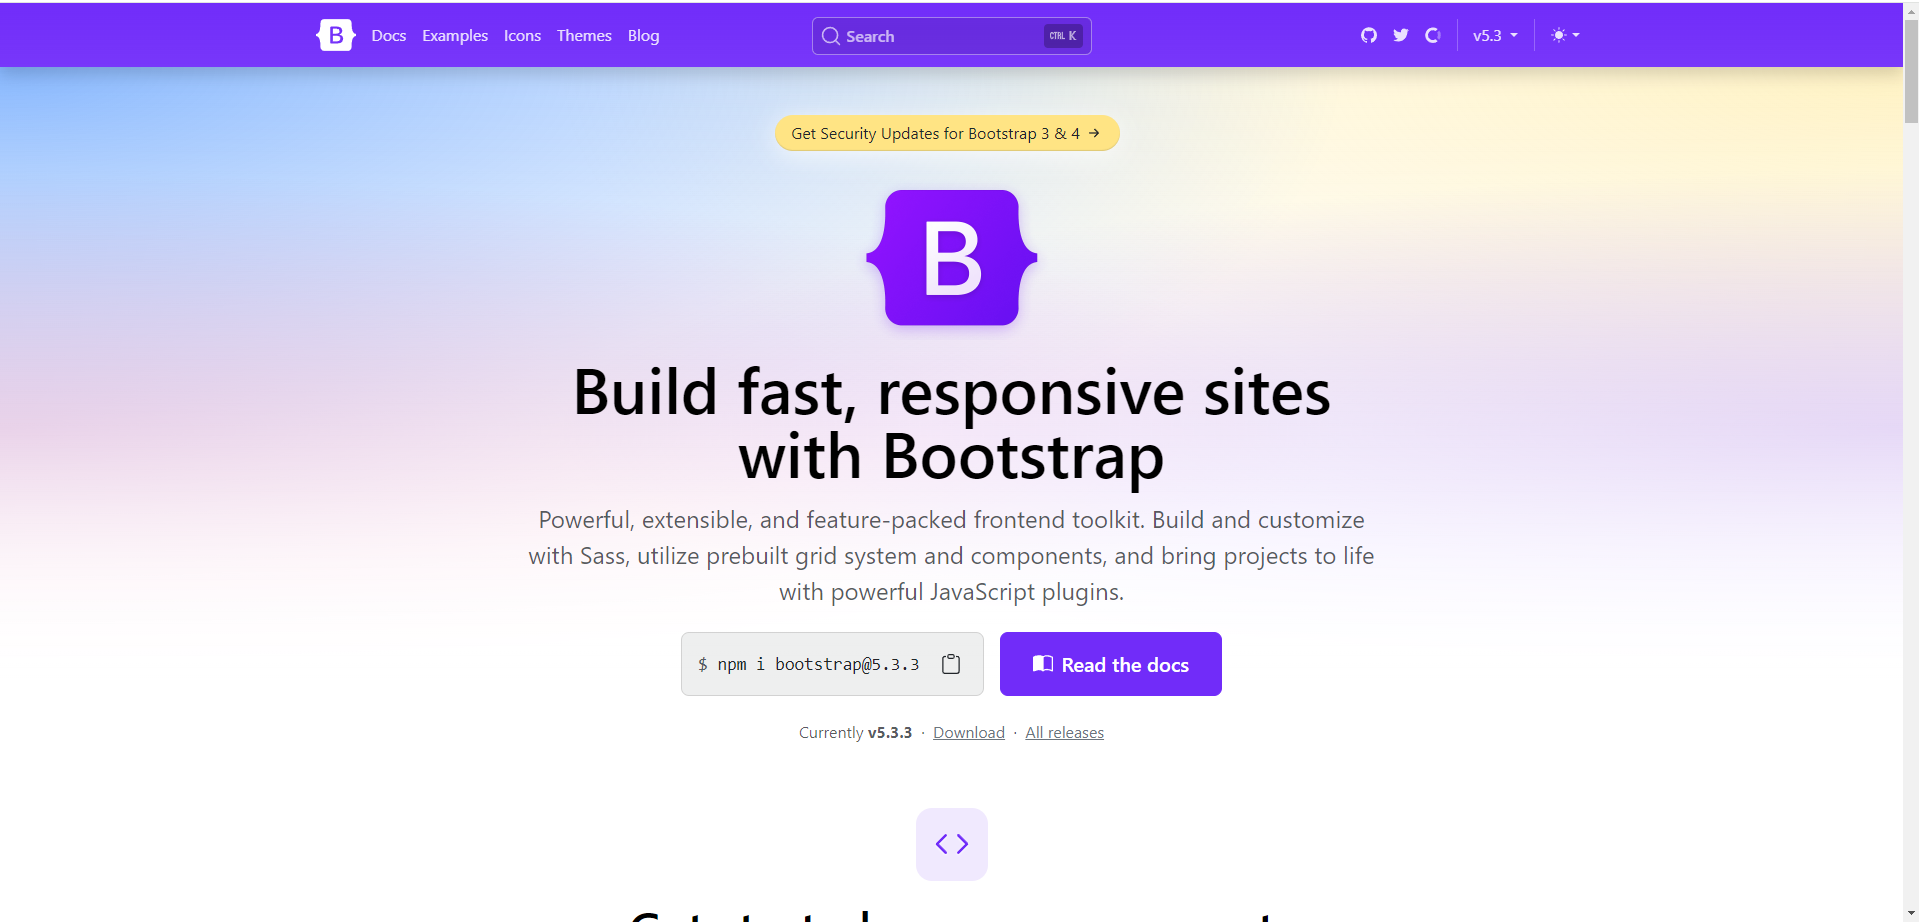 B Docs Examples Icons Themes Blog Search CTRL K v5.3
Get Security Updates for Bootstrap 3 & 4 →
B
Build fast, responsive sites
with Bootstrap
Powerful, extensible, and feature-packed frontend toolkit. Build and customize
with Sass, utilize prebuilt grid system and components, and bring projects to life
with powerful JavaScript plugins.
$ npm i bootstrap@5.3.3 Read the docs
Currently v5.3.3 · Download · All releases